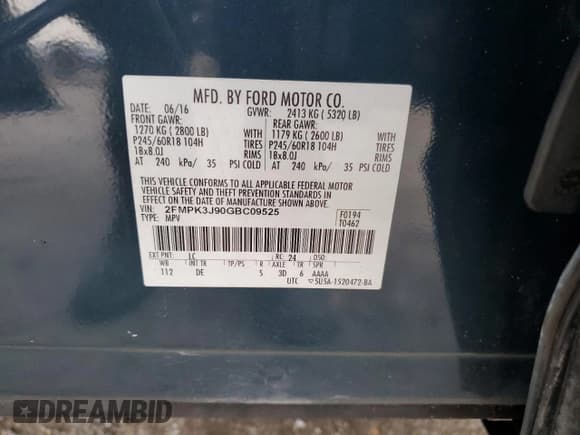 MFD. BY FORD MOTOR CO.
DATE: 06/16 GVWR: 2413 KG ( 5320 LB)
FRONT GAWR: REAR GAWR:
1270 KG ( 2800 LB) 1179 KG ( 2600 LB)
P245/60R18 104H TIRES P245/60R18 104H TIRES
18x8.0J RIMS 18x8.0J RIMS
AT 240 kPa/ 35 PSI COLD AT 240 kPa/ 35 PSI COLD
THIS VEHICLE CONFORMS TO ALL APPLICABLE FEDERAL MOTOR
VEHICLE SAFETY AND THEFT PREVENTION STANDARDS IN
EFFECT ON THE DATE OF MANUFACTURE SHOWN ABOVE.
VIN: 2FMPK3J90GBC09525 F0194
TYPE: MPV T0462
EXT PNT: LC RC: 24
WB INT TR TP/PS R AXLE TR SPR
112 DE 5 3D 6 AAAA
UTC ▽5U5A-1520472-BA
DREAMBID